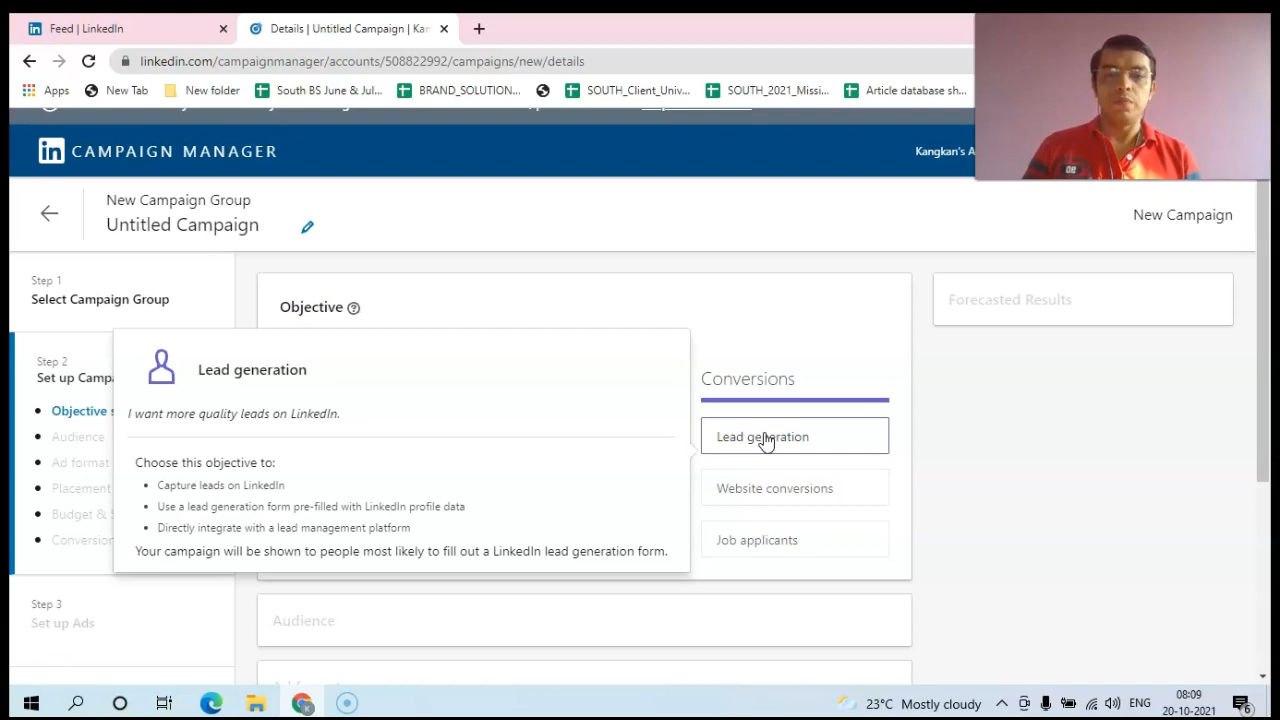 Feed | LinkedIn
Details | Untitled Campaign | Kan
linkedin.com/campaignmanager/accounts/508822992/campaigns/new/details
Apps
New Tab
New folder
South BS June & Jul...
BRAND_SOLUTION...
SOUTH_Client_Univ...
SOUTH_2021_Missi...
Article database sh...
in CAMPAIGN MANAGER
Kangkan's A
New Campaign Group
Untitled Campaign
New Campaign
Step 1
Select Campaign Group
Objective
Forecasted Results
Step 2
Set up Campa
Objective s
Audience
Ad format
Placement
Budget & S
Conversion
Lead generation
I want more quality leads on LinkedIn.
Choose this objective to:
• Capture leads on LinkedIn
• Use a lead generation form pre-filled with LinkedIn profile data
• Directly integrate with a lead management platform
Your campaign will be shown to people most likely to fill out a LinkedIn lead generation form.
Conversions
Lead generation
Website conversions
Job applicants
Step 3
Set up Ads
Audience
23°C Mostly cloudy
ENG
08:09
20-10-2021
6